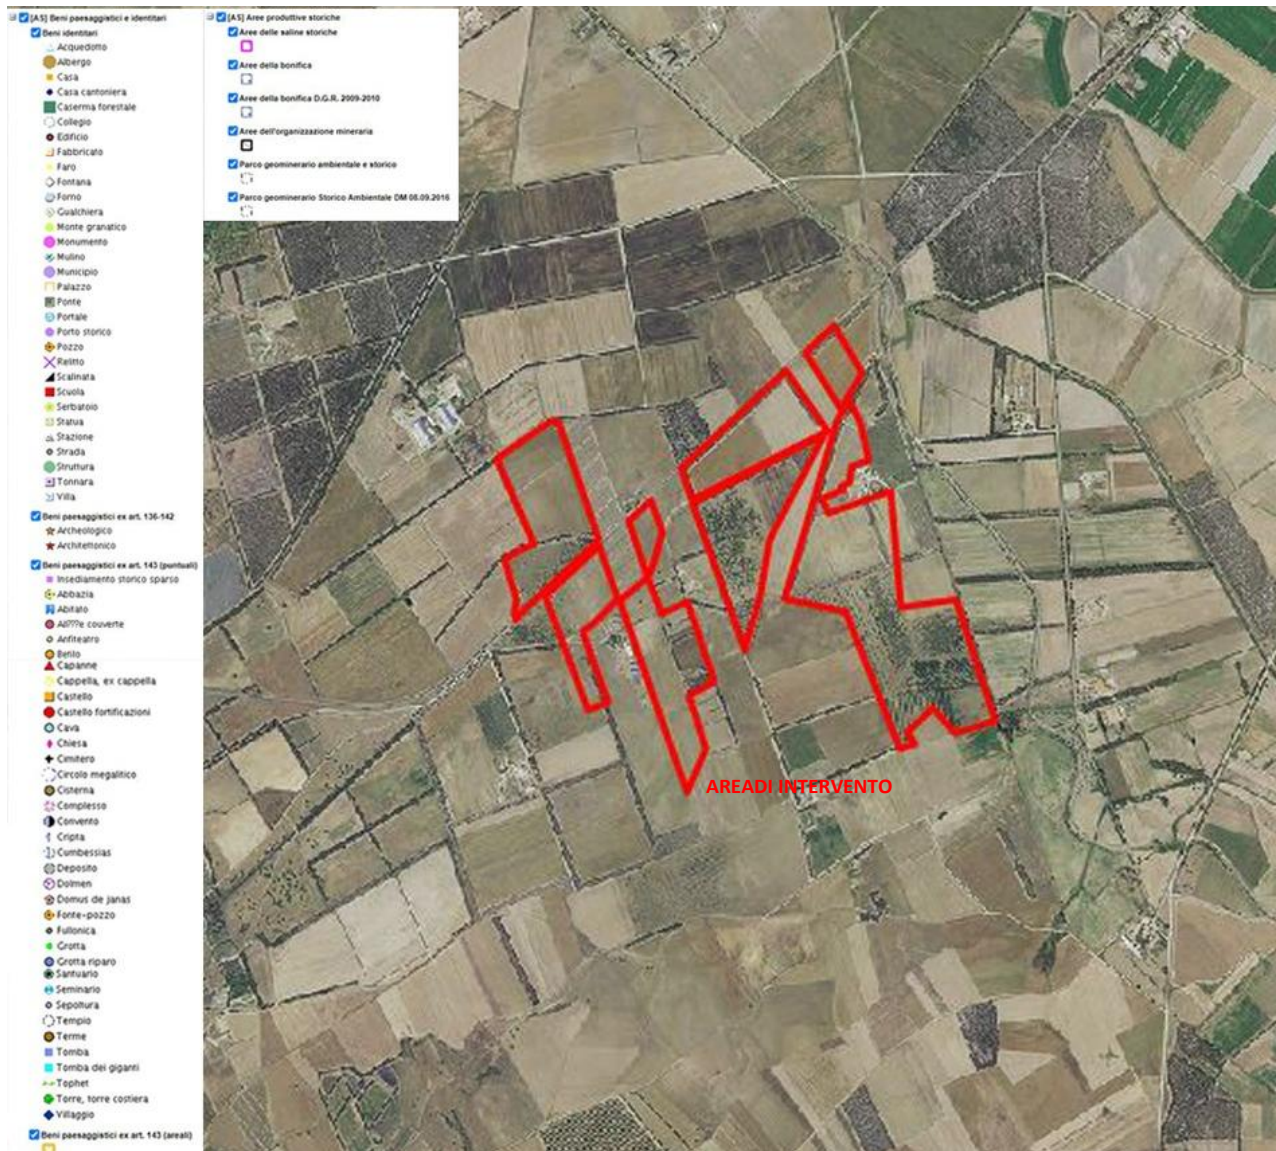 [AS] Beni paesaggistici e identitari
Beni identitari
Acquedotto
Albergo
Casa
Casa cantoniera
Caserma forestale
Collegio
Edificio
Fabbricato
Faro
Fontana
Forno
Gualchiera
Monte granatico
Monumento
Mulino
Municipio
Palazzo
Ponte
Portale
Porto storico
Pozzo
Relitto
Scalinata
Scuola
Serbatoio
Statua
Stazione
Strada
Struttura
Tonnara
Villa
Beni paesaggistici ex art. 136-142
Archeologico
Architettonico
Beni paesaggistici ex art. 143 (puntuali)
Insediamento storico sparso
Abbazia
Abitato
All???e couverte
Anfiteatro
Betilo
Capanne
Cappella, ex cappella
Castello
Castello fortificazioni
Cava
Chiesa
Cimitero
Circolo megalitico
Cisterna
Complesso
Convento
Cripta
Cumbessias
Deposito
Dolmen
Domus de janas
Fonte-pozzo
Fullonica
Grotta
Grotta riparo
Santuario
Seminario
Sepoltura
Tempio
Terme
Tomba
Tomba dei giganti
Tophet
Torre, torre costiera
Villaggio
Beni paesaggistici ex art. 143 (areali)
[AS] Aree produttive storiche
Aree delle saline storiche
Aree della bonifica
Aree della bonifica D.G.R. 2009-2010
Aree dell'organizzazione mineraria
Parco geominerario ambientale e storico
Parco geominerario Storico Ambientale DM 08.09.2016
AREADI INTERVENTO